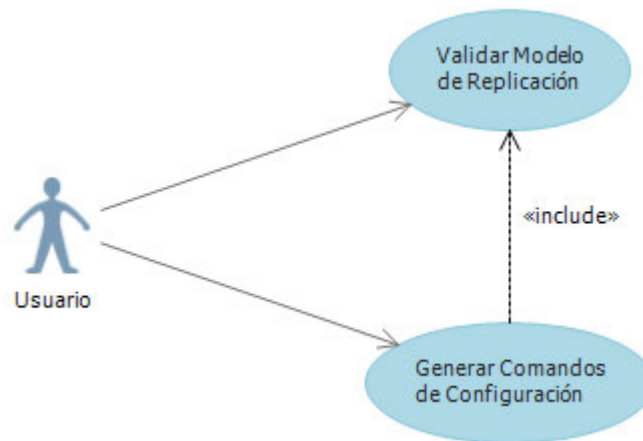 Validar Modelo
de Replicación
«include»
Usuario
Generar Comandos
de Configuración